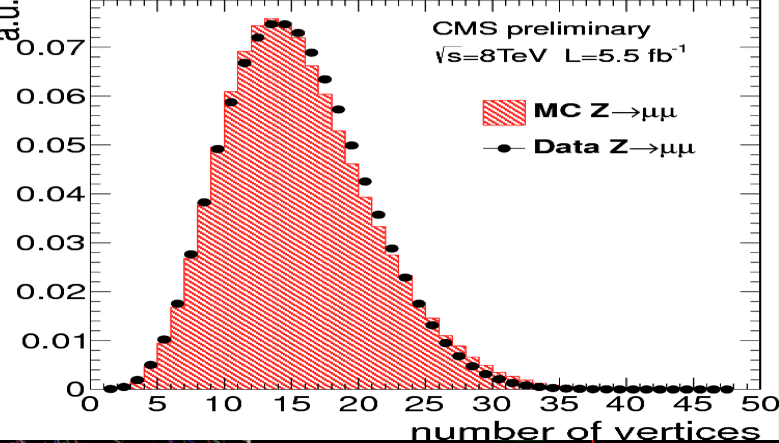 a.u.
CMS preliminary
√s=8TeV L=5.5 fb⁻¹
MC Z→μμ
Data Z→μμ
0.07
0.06
0.05
0.04
0.03
0.02
0.01
0
0 5 10 15 20 25 30 35 40 45 50
number of vertices